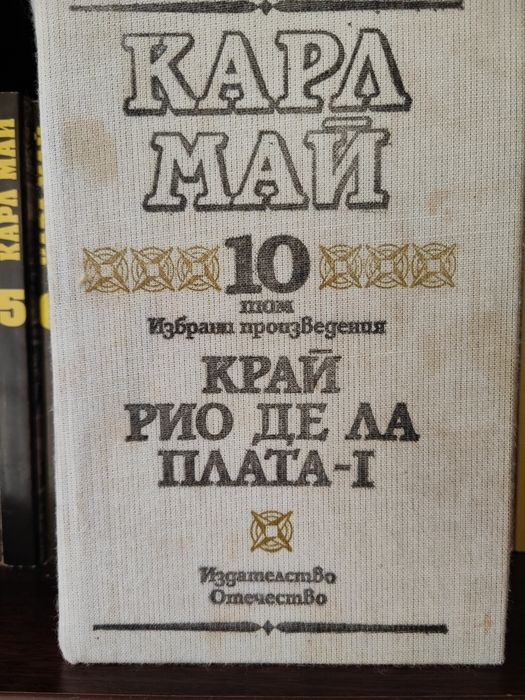 КАРЛ
МАЙ
10
том
Избрани произведения
КРАЙ
РИО ДЕ ЛА
ПЛАТА-I
Издателство
Отечество
5 КАРЛ МАЙ